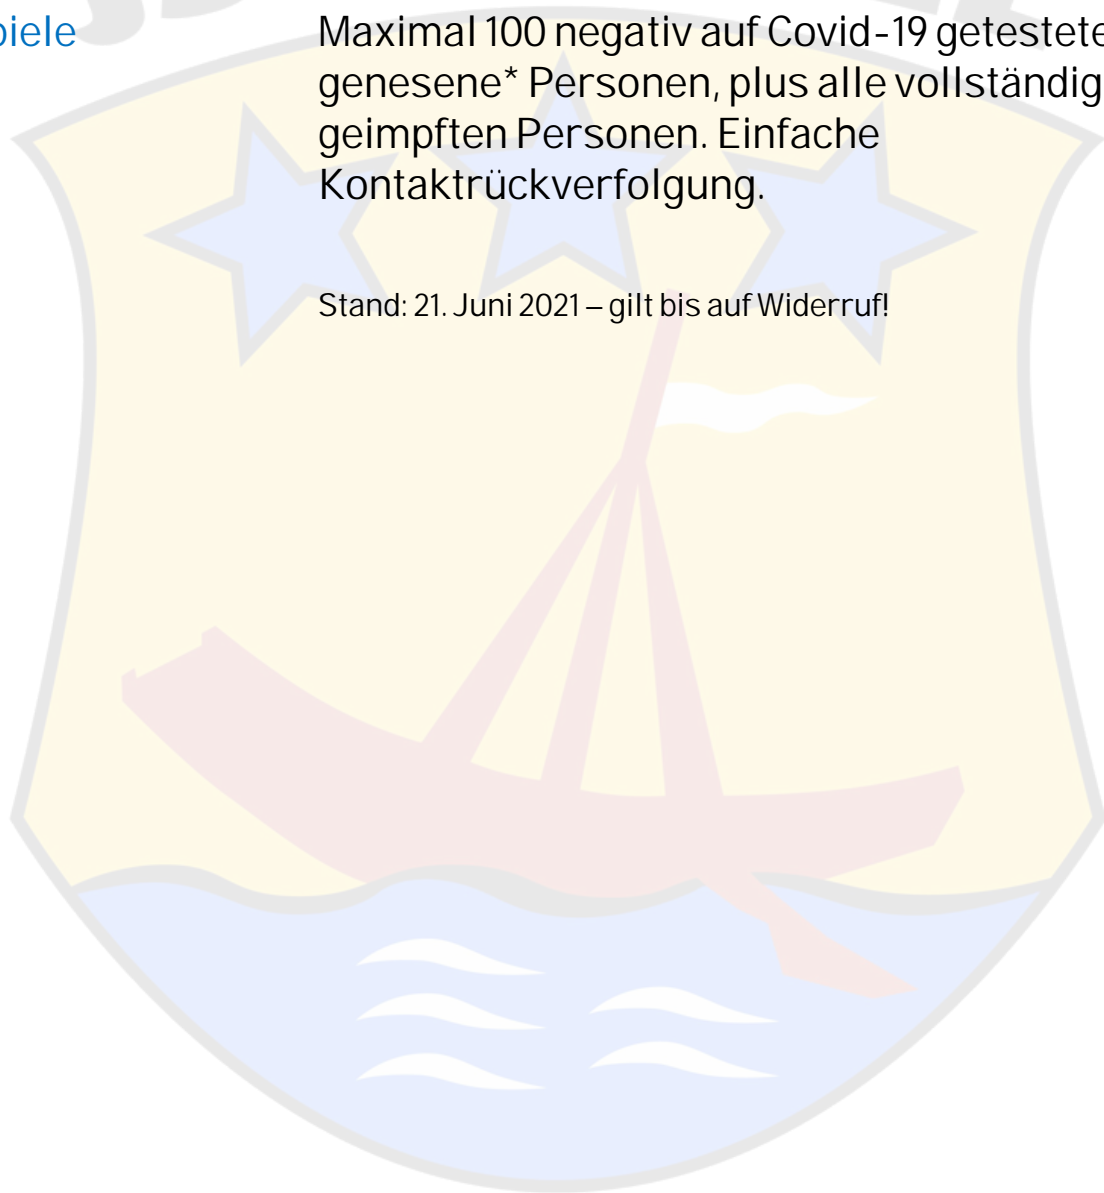 piele
Maximal 100 negativ auf Covid-19 getestete
genesene* Personen, plus alle vollständig
geimpften Personen. Einfache
Kontaktrückverfolgung.
Stand: 21. Juni 2021 – gilt bis auf Widerruf!